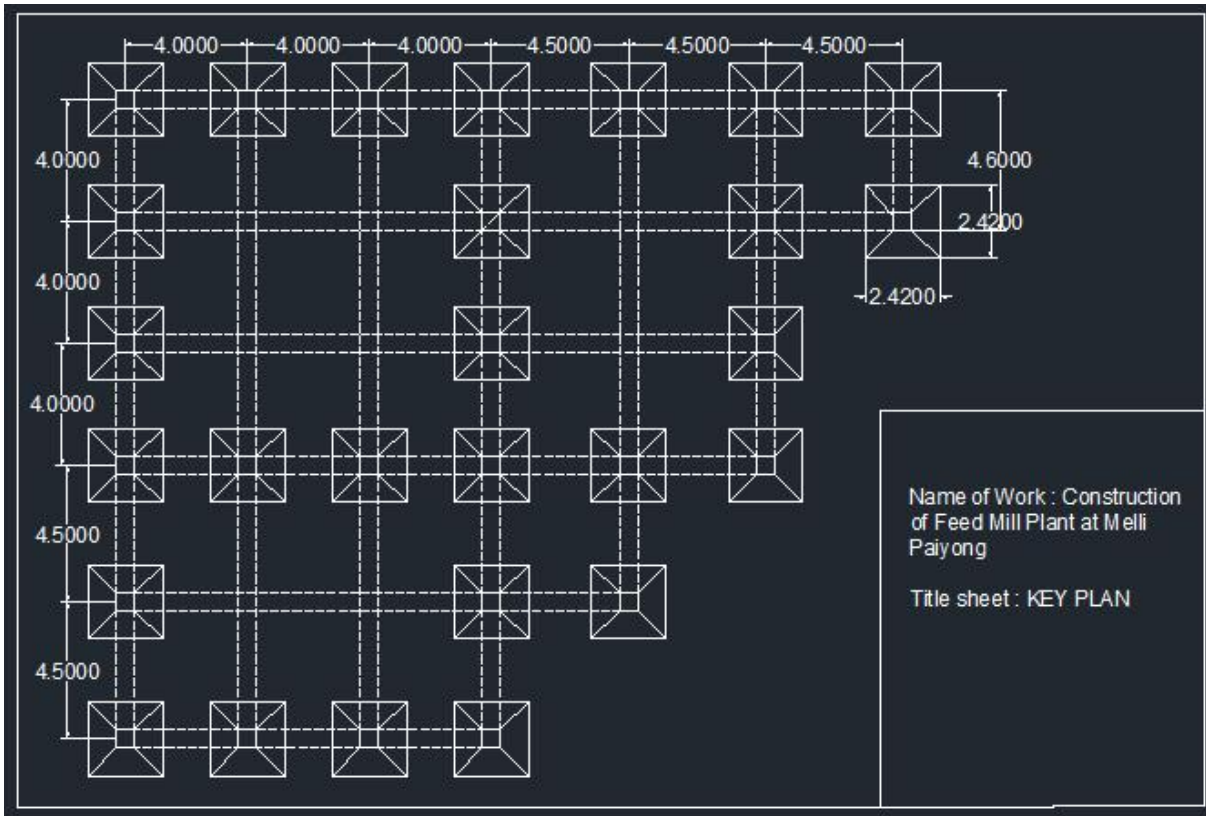 4.0000 4.0000 4.0000 4.5000 4.5000 4.5000
4.0000
4.6000
2.4200
4.0000
2.4200
4.0000
4.5000
4.5000
Name of Work : Construction
of Feed Mill Plant at Melli
Paiyong
Title sheet : KEY PLAN